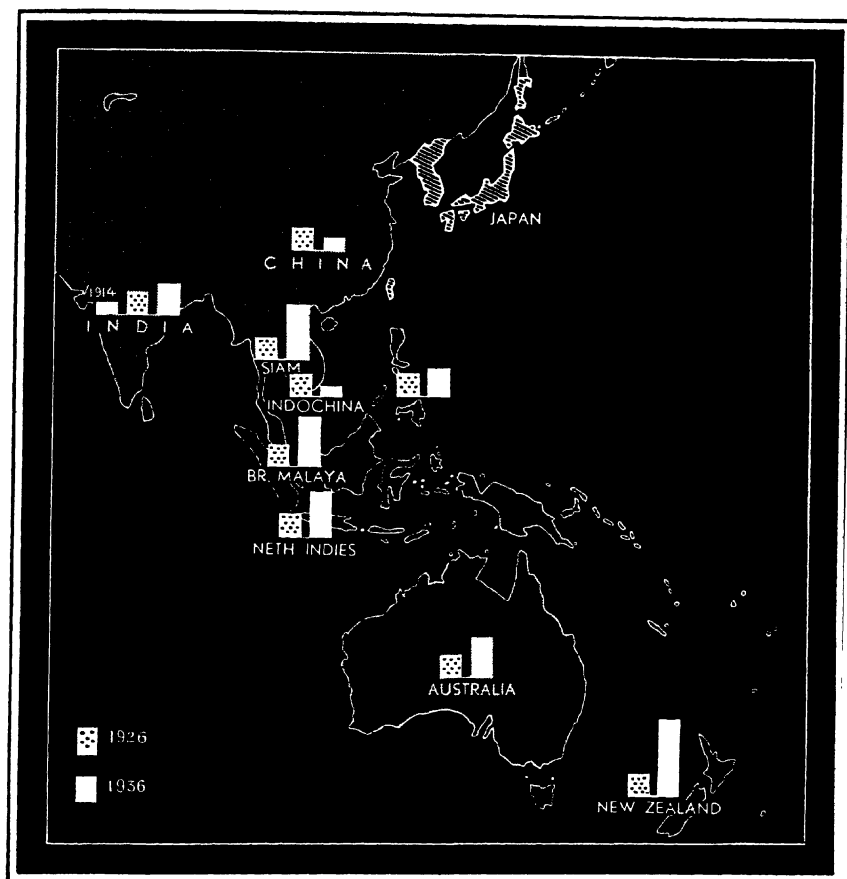 JAPAN
CHINA
1914
INDIA
SIAM
INDOCHINA
BR. MALAYA
NETH INDIES
AUSTRALIA
1926
1936
NEW ZEALAND